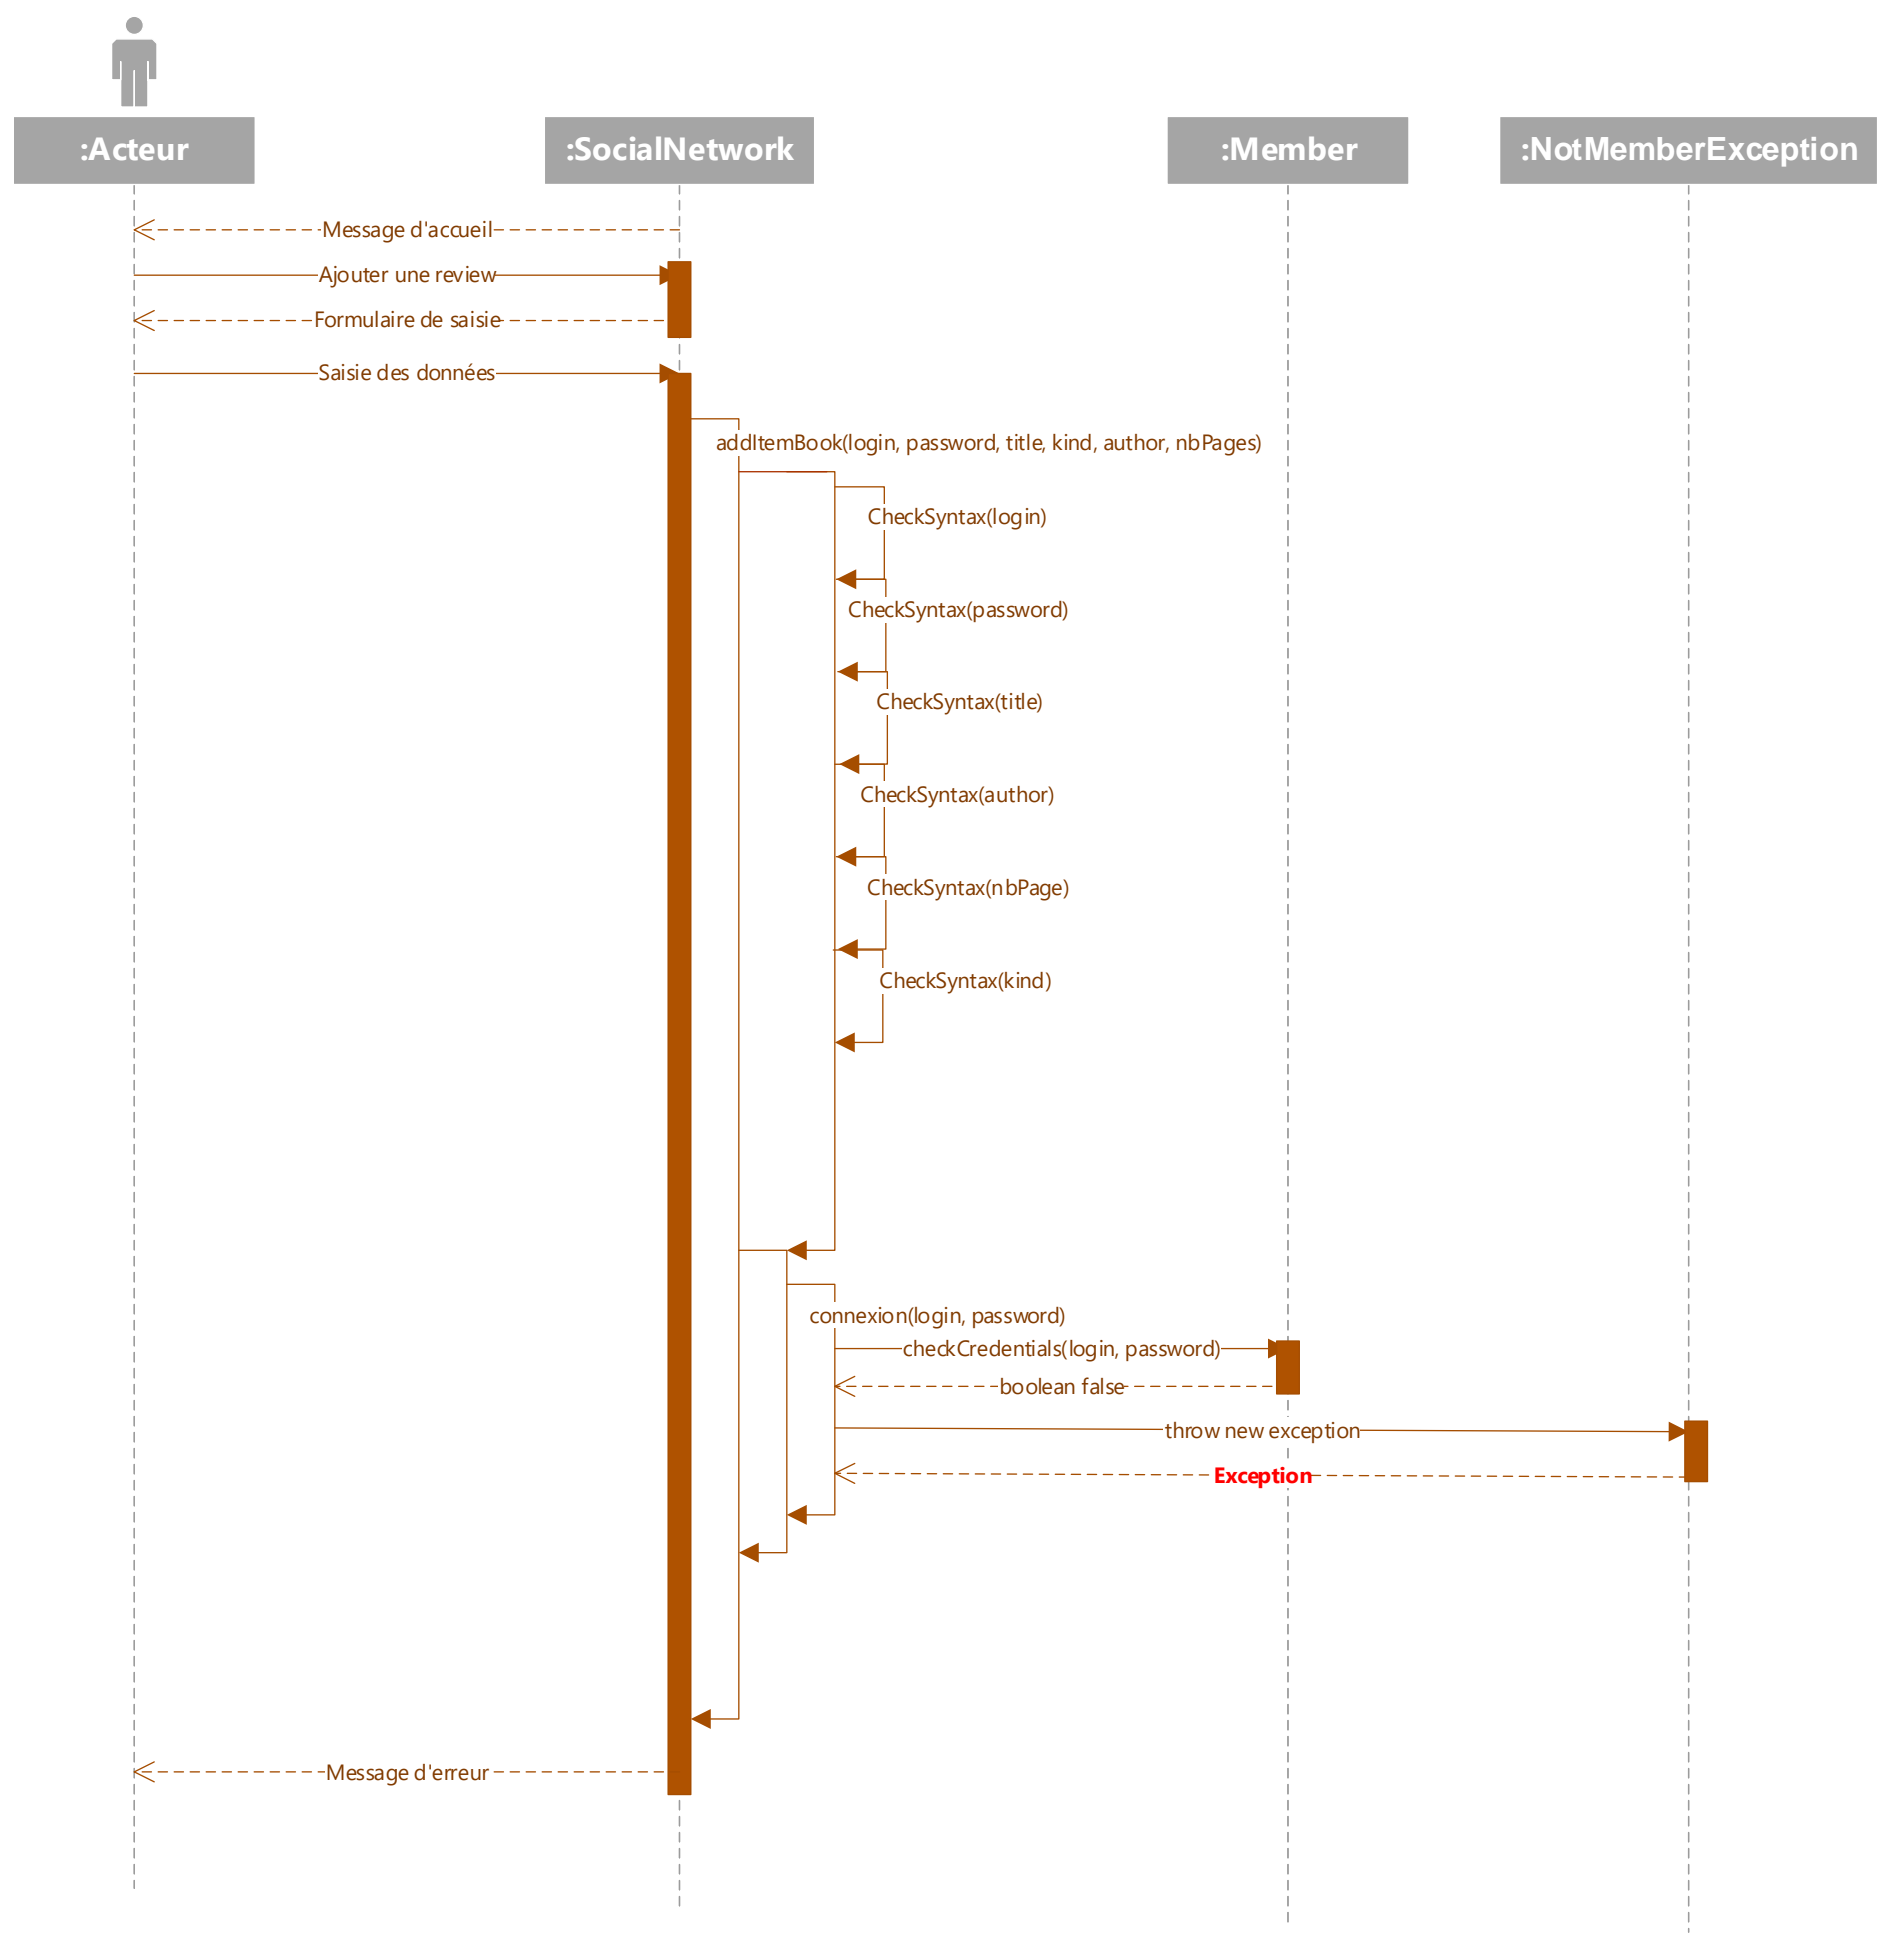 :Acteur
:SocialNetwork
:Member
:NotMemberException
Message d'accueil
Ajouter une review
Formulaire de saisie
Saisie des données
addItemBook(login, password, title, kind, author, nbPages)
CheckSyntax(login)
CheckSyntax(password)
CheckSyntax(title)
CheckSyntax(author)
CheckSyntax(nbPage)
CheckSyntax(kind)
connexion(login, password)
checkCredentials(login, password)
boolean false
throw new exception
Exception
Message d'erreur